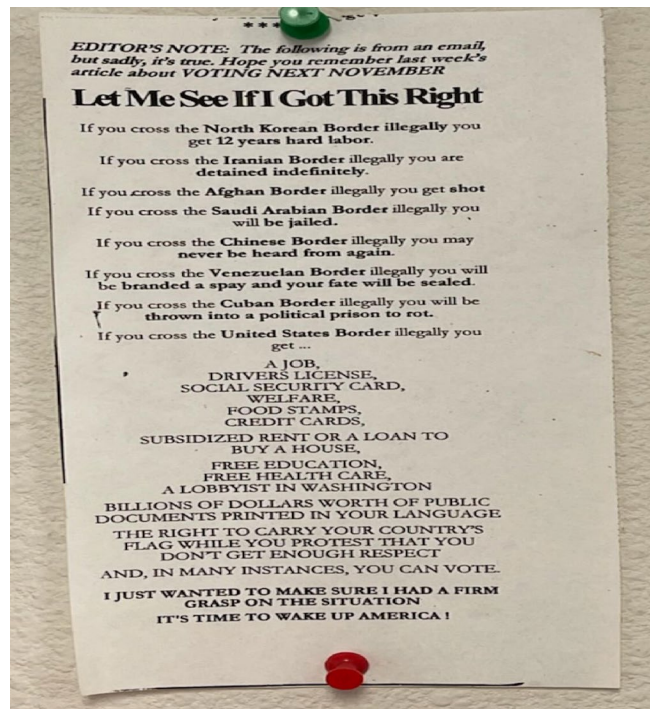 * * *
EDITOR'S NOTE: The following is from an email,
but sadly, it's true. Hope you remember last week's
article about VOTING NEXT NOVEMBER
Let Me See If I Got This Right
If you cross the North Korean Border illegally you
get 12 years hard labor.
If you cross the Iranian Border illegally you are
detained indefinitely.
If you cross the Afghan Border illegally you get shot
If you cross the Saudi Arabian Border illegally you
will be jailed.
If you cross the Chinese Border illegally you may
never be heard from again.
If you cross the Venezuelan Border illegally you will
be branded a spay and your fate will be sealed.
If you cross the Cuban Border illegally you will be
thrown into a political prison to rot.
If you cross the United States Border illegally you
get ...
A JOB,
DRIVERS LICENSE,
SOCIAL SECURITY CARD,
WELFARE,
FOOD STAMPS,
CREDIT CARDS,
SUBSIDIZED RENT OR A LOAN TO
BUY A HOUSE,
FREE EDUCATION,
FREE HEALTH CARE,
A LOBBYIST IN WASHINGTON
BILLIONS OF DOLLARS WORTH OF PUBLIC
DOCUMENTS PRINTED IN YOUR LANGUAGE
THE RIGHT TO CARRY YOUR COUNTRY'S
FLAG WHILE YOU PROTEST THAT YOU
DON'T GET ENOUGH RESPECT
AND, IN MANY INSTANCES, YOU CAN VOTE.
I JUST WANTED TO MAKE SURE I HAD A FIRM
GRASP ON THE SITUATION
IT'S TIME TO WAKE UP AMERICA !